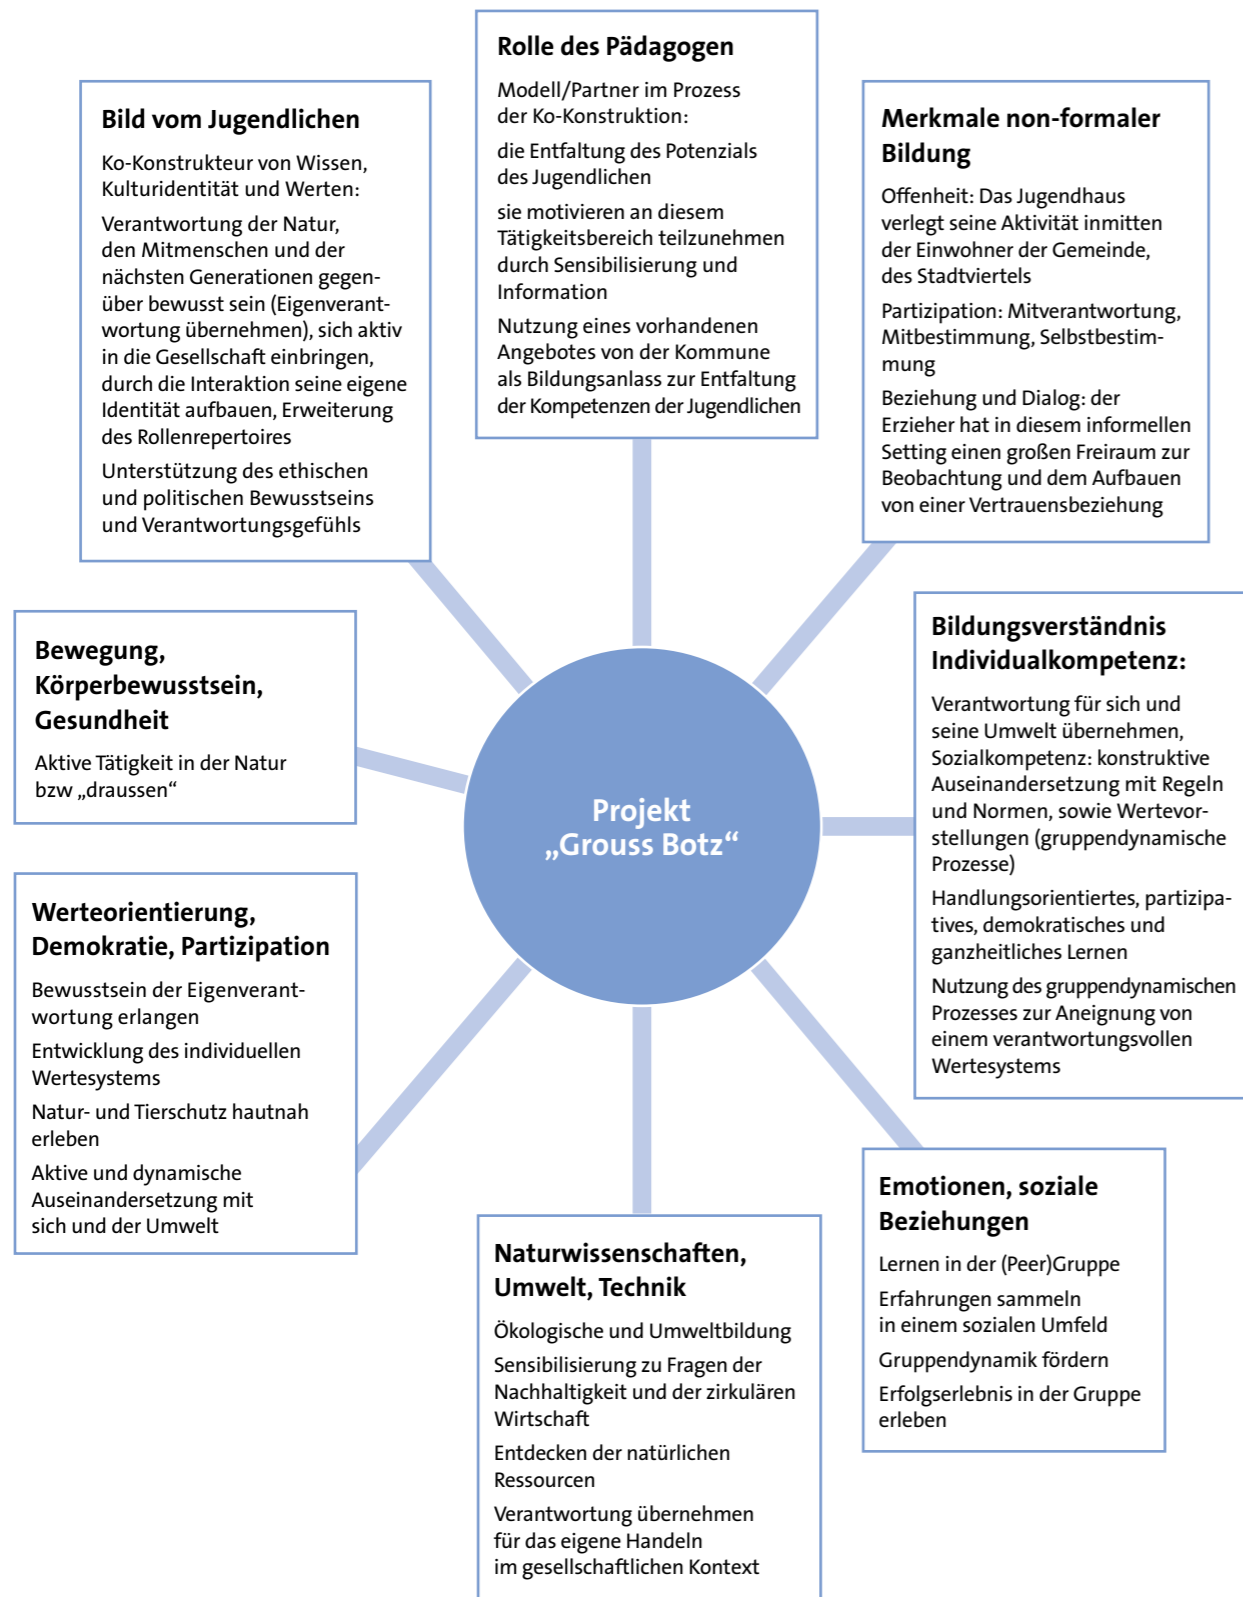 Rolle des Pädagogen
Modell/Partner im Prozess
der Ko-Konstruktion:
die Entfaltung des Potenzials
des Jugendlichen
sie motivieren an diesem
Tätigkeitsbereich teilzunehmen
durch Sensibilisierung und
Information
Nutzung eines vorhandenen
Angebotes von der Kommune
als Bildungsanlass zur Entfaltung
der Kompetenzen der Jugendlichen
Bild vom Jugendlichen
Ko-Konstrukteur von Wissen,
Kulturidentität und Werten:
Verantwortung der Natur,
den Mitmenschen und der
nächsten Generationen gegen-
über bewusst sein (Eigenverant-
wortung übernehmen), sich aktiv
in die Gesellschaft einbringen,
durch die Interaktion seine eigene
Identität aufbauen, Erweiterung
des Rollenrepertoires
Unterstützung des ethischen
und politischen Bewusstseins
und Verantwortungsgefühls
Merkmale non-formaler
Bildung
Offenheit: Das Jugendhaus
verlegt seine Aktivität inmitten
der Einwohner der Gemeinde,
des Stadtviertels
Partizipation: Mitverantwortung,
Mitbestimmung, Selbstbestim-
mung
Beziehung und Dialog: der
Erzieher hat in diesem informellen
Setting einen großen Freiraum zur
Beobachtung und dem Aufbauen
von einer Vertrauensbeziehung
Bewegung,
Körperbewusstsein,
Gesundheit
Aktive Tätigkeit in der Natur
bzw „draussen“
Projekt
„Grouss Botz“
Bildungsverständnis
Individualkompetenz:
Verantwortung für sich und
seine Umwelt übernehmen,
Sozialkompetenz: konstruktive
Auseinandersetzung mit Regeln
und Normen, sowie Wertevor-
stellungen (gruppendynamische
Prozesse)
Handlungsorientiertes, partizipa-
tives, demokratisches und
ganzheitliches Lernen
Nutzung des gruppendynamischen
Prozesses zur Aneignung von
einem verantwortungsvollen
Wertesystems
Werteorientierung,
Demokratie, Partizipation
Bewusstsein der Eigenverant-
wortung erlangen
Entwicklung des individuellen
Wertesystems
Natur- und Tierschutz hautnah
erleben
Aktive und dynamische
Auseinandersetzung mit
sich und der Umwelt
Naturwissenschaften,
Umwelt, Technik
Ökologische und Umweltbildung
Sensibilisierung zu Fragen der
Nachhaltigkeit und der zirkulären
Wirtschaft
Entdecken der natürlichen
Ressourcen
Verantwortung übernehmen
für das eigene Handeln
im gesellschaftlichen Kontext
Emotionen, soziale
Beziehungen
Lernen in der (Peer)Gruppe
Erfahrungen sammeln
in einem sozialen Umfeld
Gruppendynamik fördern
Erfolgserlebnis in der Gruppe
erleben